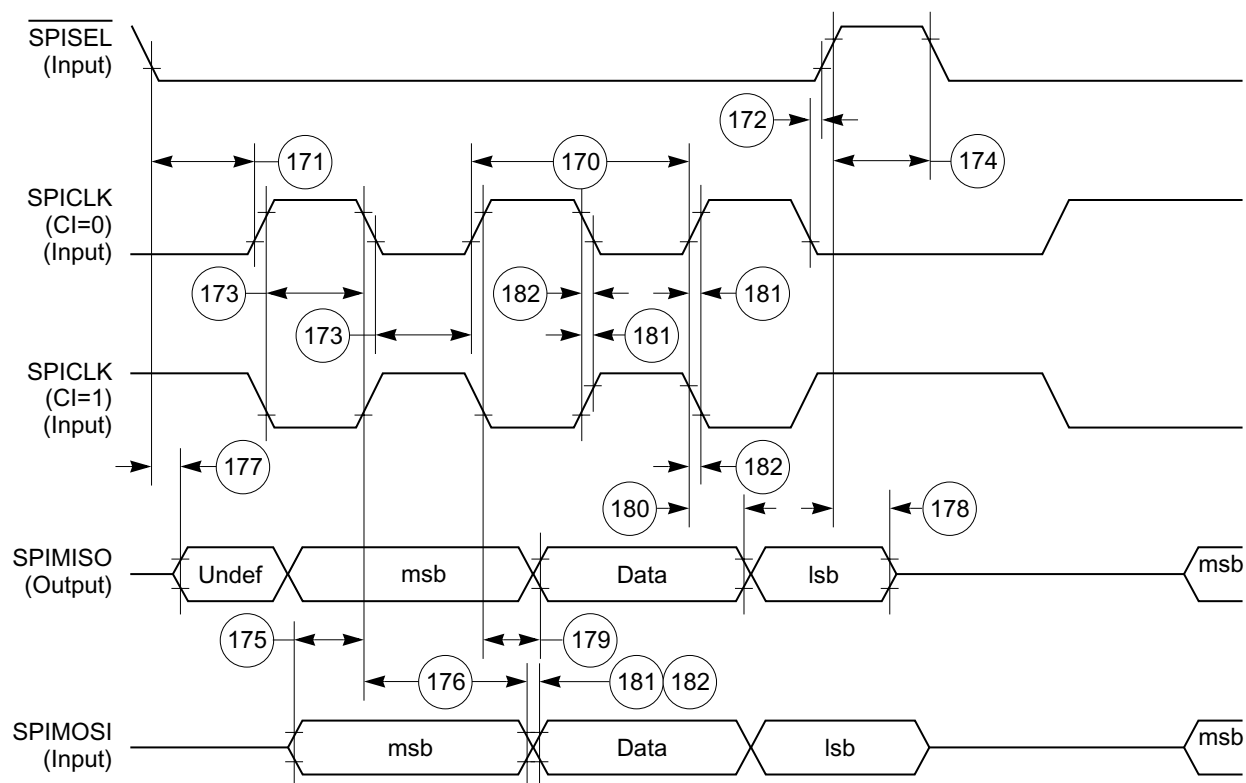 SPISEL
(Input)
172
171
170
174
SPICLK
(CI=0)
(Input)
173
182
181
173
181
SPICLK
(CI=1)
(Input)
177
182
180
178
SPIMISO
(Output)
Undef
msb
Data
lsb
msb
175
179
176
181
182
SPIMOSI
(Input)
msb
Data
lsb
msb